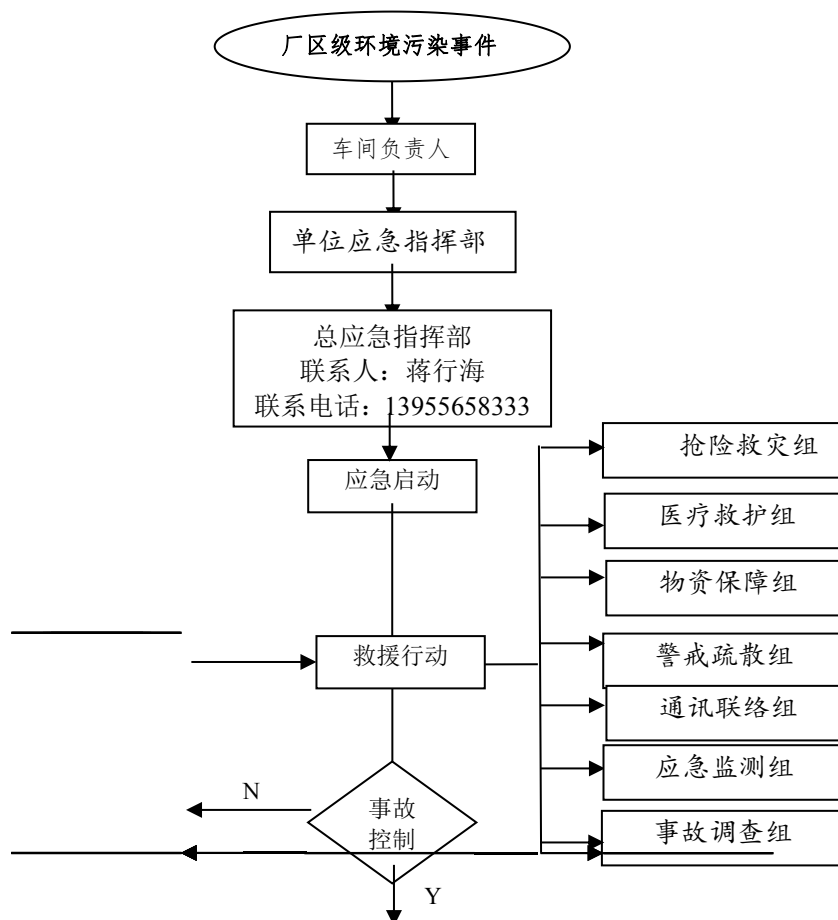 厂区级环境污染事件
车间负责人
单位应急指挥部
总应急指挥部
联系人：蒋行海
联系电话：13955658333
应急启动
救援行动
抢险救灾组
医疗救护组
物资保障组
警戒疏散组
通讯联络组
应急监测组
事故调查组
N
事故
控制
Y